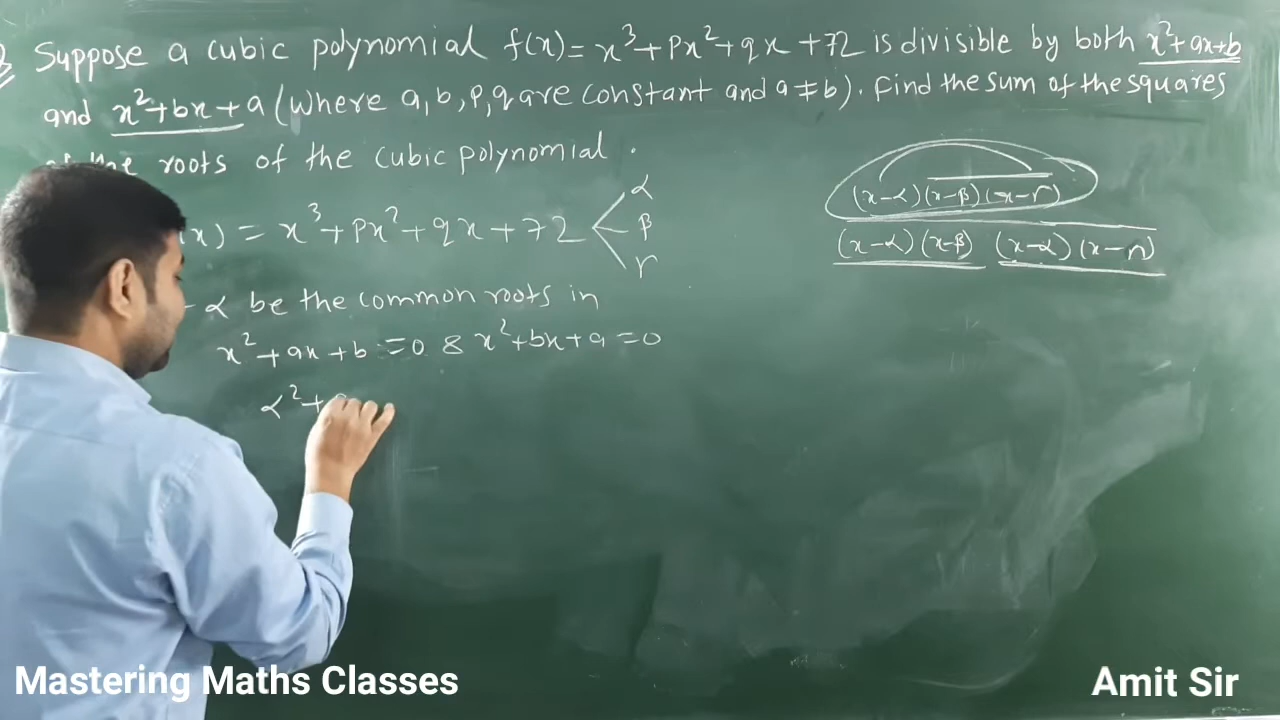 Suppose a cubic polynomial f(x)= x³+px²+qx+72 is divisible by both x²+ax+b
and x²+bx+a (where a,b,p,q are constant and a≠b). Find the sum of the squares
the roots of the cubic polynomial.
(x-α)(x-β)(x-r)
(x-α)(x-β) (x-α)(x-r)
x) = x³+px²+qx+72
α
β
r
α be the common roots in
x²+ax+b=0 & x²+bx+a=0
α²+
Mastering Maths Classes
Amit Sir